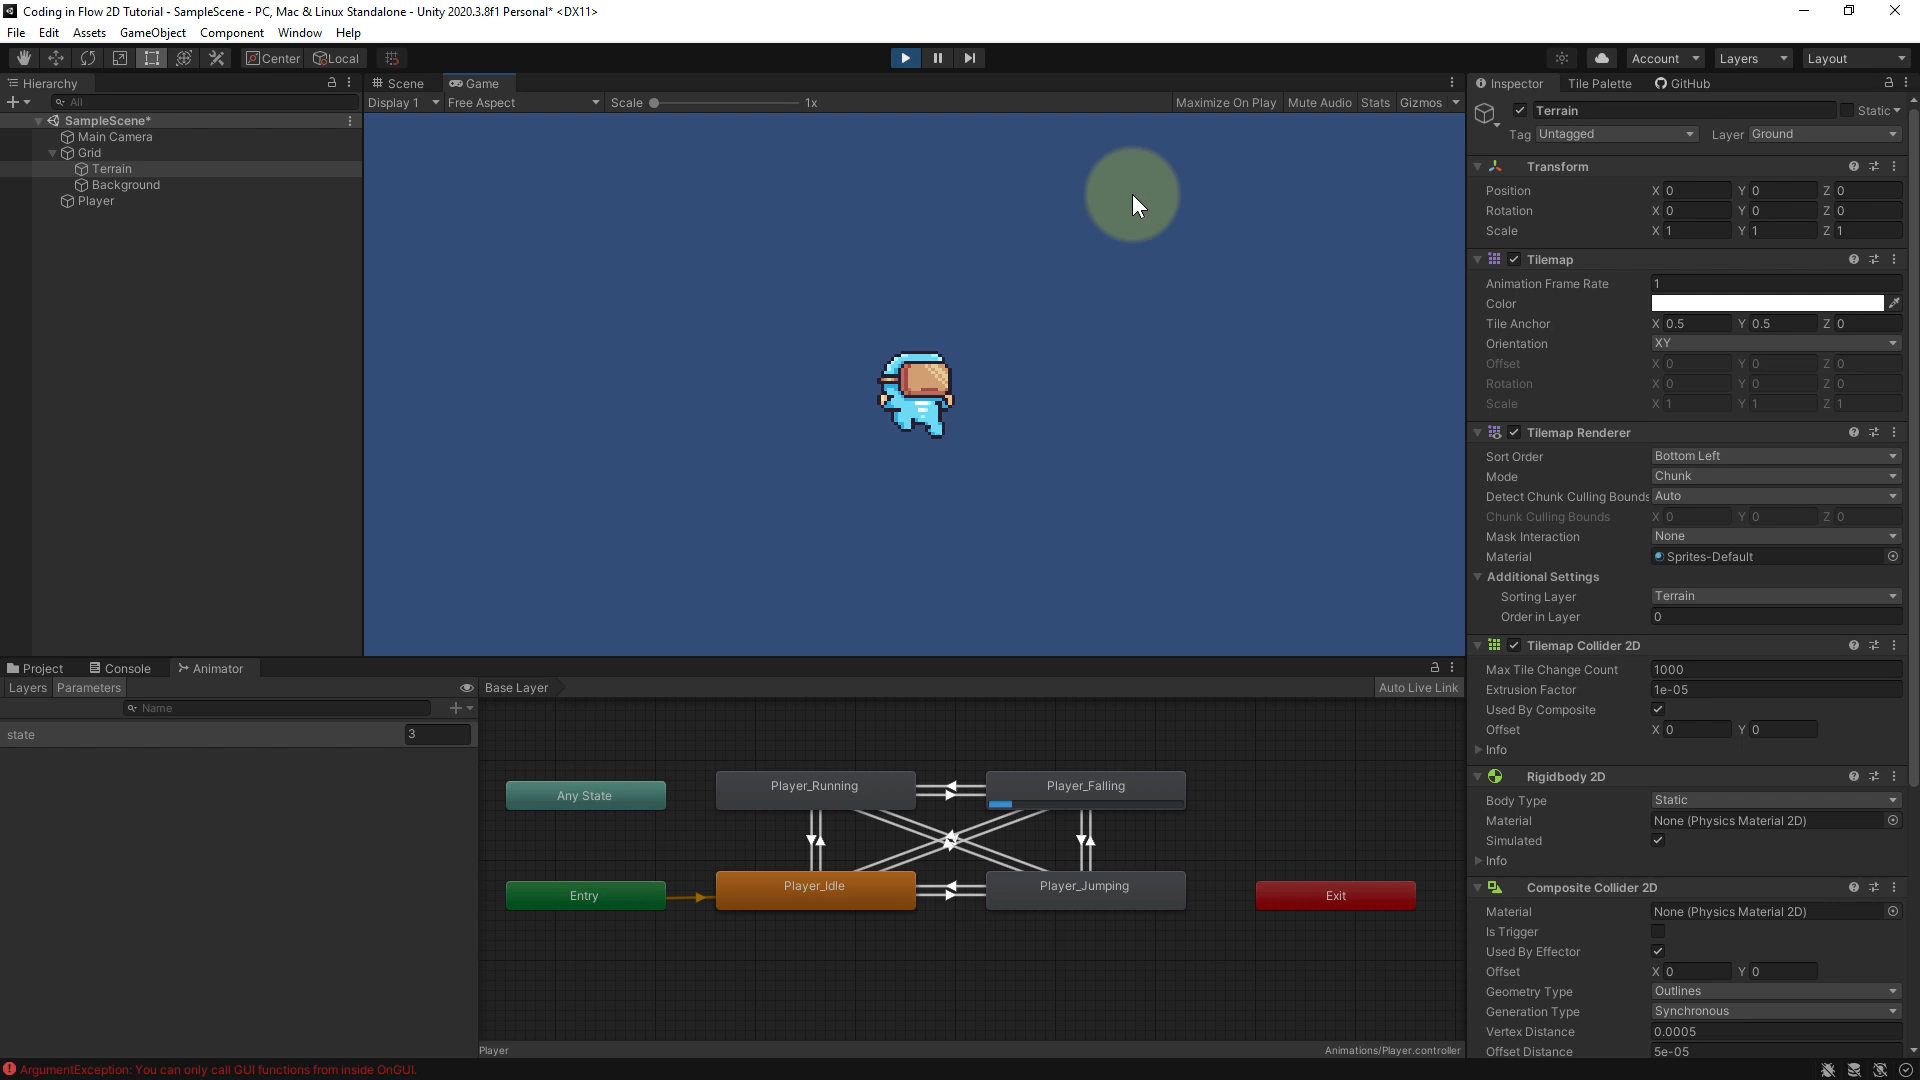 Coding in Flow 2D Tutorial - SampleScene - PC, Mac & Linux Standalone - Unity 2020.3.8f1 Personal* <DX11>
File Edit Assets GameObject Component Window Help
Center Local Account Layers Layout
Hierarchy
All
SampleScene*
Main Camera
Grid
Terrain
Background
Player
Scene Game
Display 1 Free Aspect Scale 1x Maximize On Play Mute Audio Stats Gizmos
Inspector Tile Palette GitHub
Terrain Static
Tag Untagged Layer Ground
Transform
Position X 0 Y 0 Z 0
Rotation X 0 Y 0 Z 0
Scale X 1 Y 1 Z 1
Tilemap
Animation Frame Rate 1
Color
Tile Anchor X 0.5 Y 0.5 Z 0
Orientation XY
Offset X 0 Y 0 Z 0
Rotation X 0 Y 0 Z 0
Scale X 1 Y 1 Z 1
Tilemap Renderer
Sort Order Bottom Left
Mode Chunk
Detect Chunk Culling Bounds Auto
Chunk Culling Bounds X 0 Y 0 Z 0
Mask Interaction None
Material Sprites-Default
Additional Settings
Sorting Layer Terrain
Order in Layer 0
Tilemap Collider 2D
Max Tile Change Count 1000
Extrusion Factor 1e-05
Used By Composite
Offset X 0 Y 0
Info
Rigidbody 2D
Body Type Static
Material None (Physics Material 2D)
Simulated
Info
Composite Collider 2D
Material None (Physics Material 2D)
Is Trigger
Used By Effector
Offset X 0 Y 0
Geometry Type Outlines
Generation Type Synchronous
Vertex Distance 0.0005
Offset Distance 5e-05
Project Console Animator
Layers Parameters
Base Layer Auto Live Link
Name
state 3
Any State
Player_Running
Player_Falling
Entry
Player_Idle
Player_Jumping
Exit
Player Animations/Player.controller
ArgumentException: You can only call GUI functions from inside OnGUI.